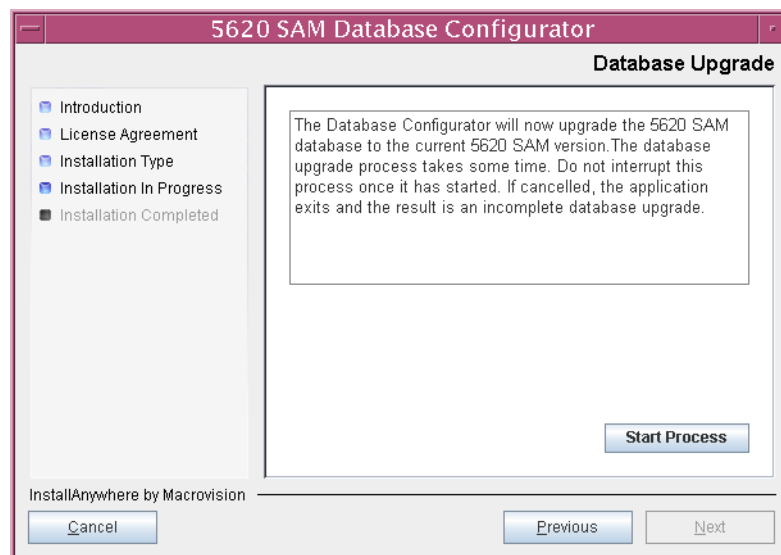 5620 SAM Database Configurator
Database Upgrade
Introduction
License Agreement
Installation Type
Installation In Progress
Installation Completed
The Database Configurator will now upgrade the 5620 SAM
database to the current 5620 SAM version.The database
upgrade process takes some time. Do not interrupt this
process once it has started. If cancelled, the application
exits and the result is an incomplete database upgrade.
Start Process
InstallAnywhere by Macrovision
Cancel
Previous
Next